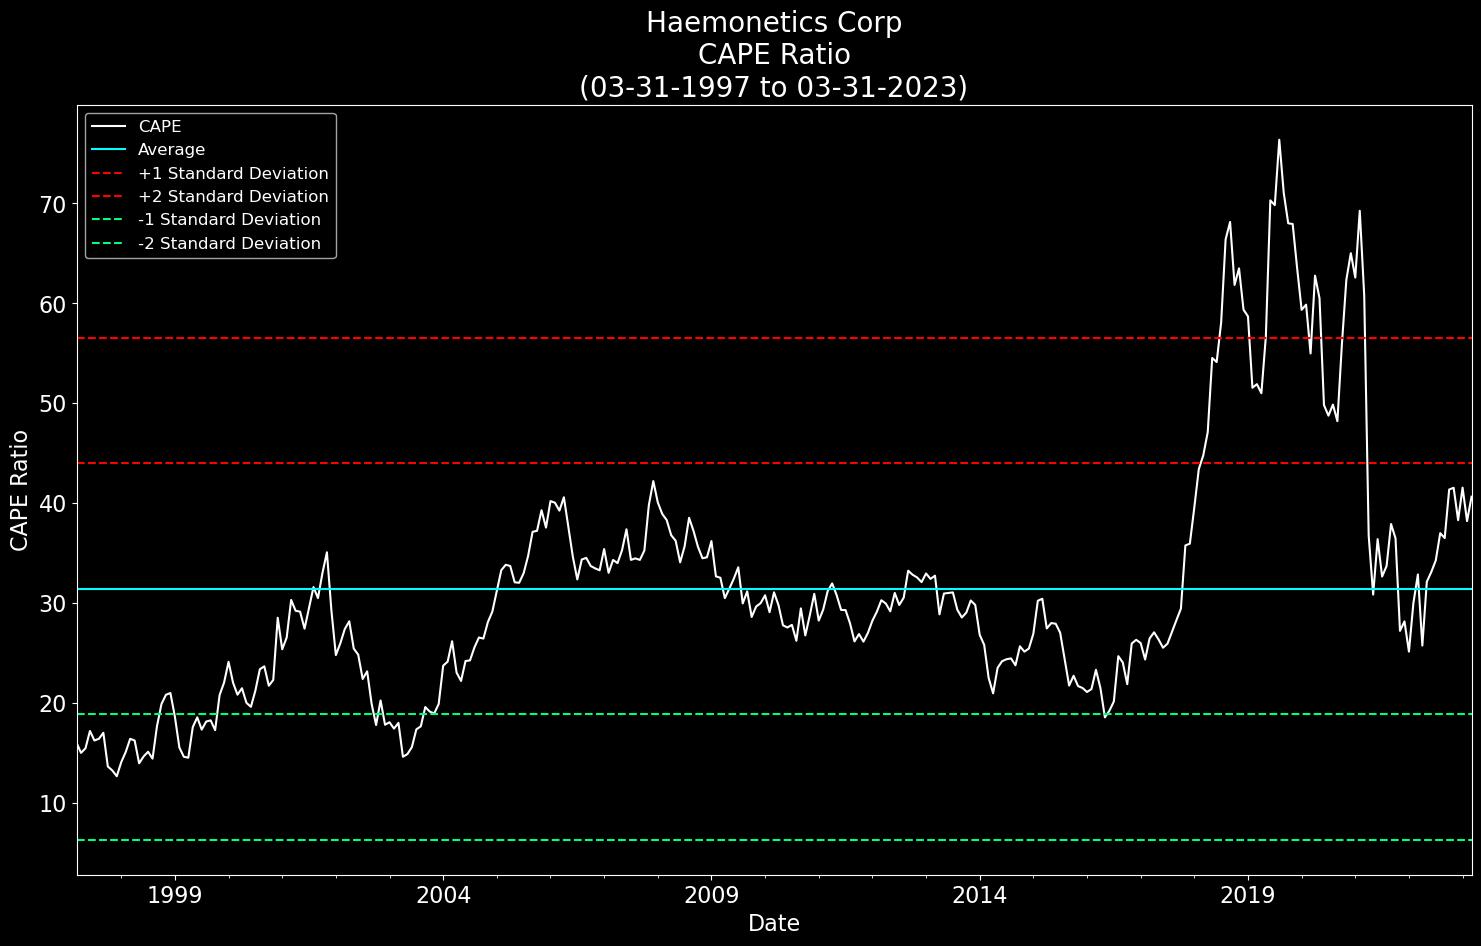 Haemonetics Corp
CAPE Ratio
(03-31-1997 to 03-31-2023)
CAPE
Average
+1 Standard Deviation
+2 Standard Deviation
-1 Standard Deviation
-2 Standard Deviation
70
60
50
40
30
20
10
CAPE Ratio
1999 2004 2009 2014 2019
Date